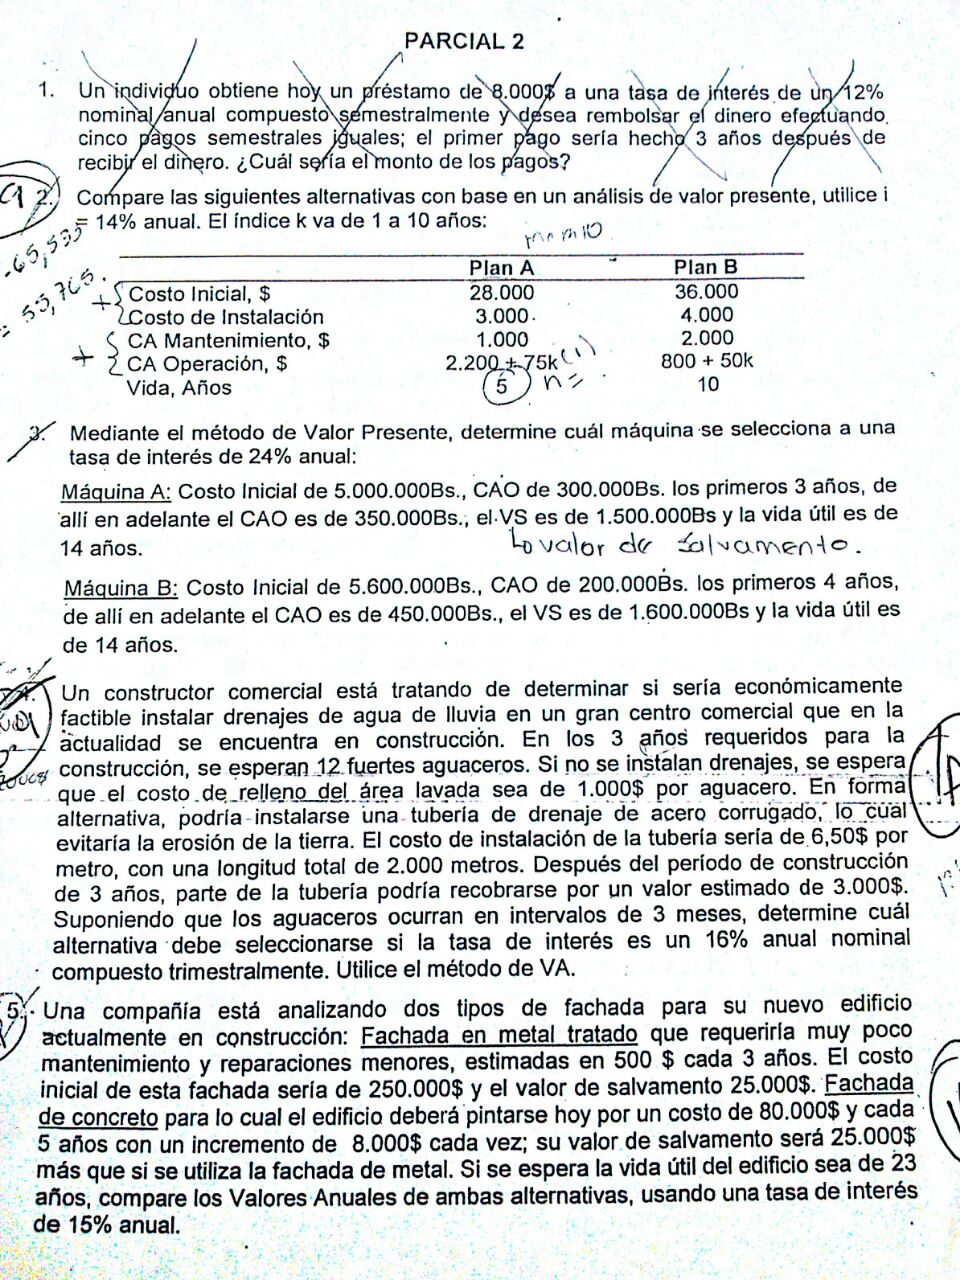 PARCIAL 2
1. Un individuo obtiene hoy un préstamo de 8.000$ a una tasa de interés de un 12%
nominal anual compuesto semestralmente y desea rembolsar el dinero efectuando
cinco pagos semestrales iguales; el primer pago sería hecho 3 años después de
recibir el dinero. ¿Cuál sería el monto de los pagos?
2. Compare las siguientes alternativas con base en un análisis de valor presente, utilice i
= 14% anual. El índice k va de 1 a 10 años:
-65,535
= 55,765.
Plan A Plan B
+ Costo Inicial, $ 28.000 36.000
Costo de Instalación 3.000 4.000
+ CA Mantenimiento, $ 1.000 2.000
CA Operación, $ 2.200 + 75k (1) 800 + 50k
Vida, Años 5 n= 10
3. Mediante el método de Valor Presente, determine cuál máquina se selecciona a una
tasa de interés de 24% anual:
Máquina A: Costo Inicial de 5.000.000Bs., CAO de 300.000Bs. los primeros 3 años, de
allí en adelante el CAO es de 350.000Bs., el VS es de 1.500.000Bs y la vida útil es de
14 años.
valor de salvamento.
Máquina B: Costo Inicial de 5.600.000Bs., CAO de 200.000Bs. los primeros 4 años,
de allí en adelante el CAO es de 450.000Bs., el VS es de 1.600.000Bs y la vida útil es
de 14 años.
4. Un constructor comercial está tratando de determinar si sería económicamente
factible instalar drenajes de agua de lluvia en un gran centro comercial que en la
actualidad se encuentra en construcción. En los 3 años requeridos para la
construcción, se esperan 12 fuertes aguaceros. Si no se instalan drenajes, se espera
que el costo de relleno del área lavada sea de 1.000$ por aguacero. En forma
alternativa, podría instalarse una tubería de drenaje de acero corrugado, lo cual
evitaría la erosión de la tierra. El costo de instalación de la tubería sería de 6,50$ por
metro, con una longitud total de 2.000 metros. Después del período de construcción
de 3 años, parte de la tubería podría recobrarse por un valor estimado de 3.000$.
Suponiendo que los aguaceros ocurran en intervalos de 3 meses, determine cuál
alternativa debe seleccionarse si la tasa de interés es un 16% anual nominal
compuesto trimestralmente. Utilice el método de VA.
5. Una compañía está analizando dos tipos de fachada para su nuevo edificio
actualmente en construcción: Fachada en metal tratado que requeriría muy poco
mantenimiento y reparaciones menores, estimadas en 500 $ cada 3 años. El costo
inicial de esta fachada sería de 250.000$ y el valor de salvamento 25.000$. Fachada
de concreto para lo cual el edificio deberá pintarse hoy por un costo de 80.000$ y cada
5 años con un incremento de 8.000$ cada vez; su valor de salvamento será 25.000$
más que si se utiliza la fachada de metal. Si se espera la vida útil del edificio sea de 23
años, compare los Valores Anuales de ambas alternativas, usando una tasa de interés
de 15% anual.